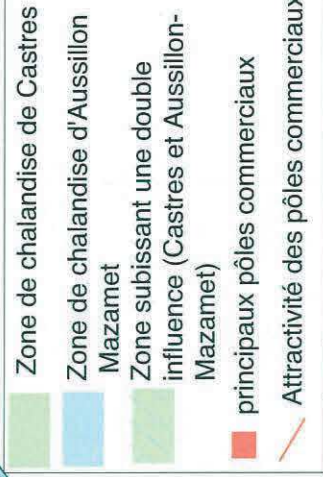 Zone de chalandise de Castres
Zone de chalandise d'Aussillon
Mazamet
Zone subissant une double
influence (Castres et Aussillon-
Mazamet)
principaux pôles commerciaux
Attractivité des pôles commerciaux